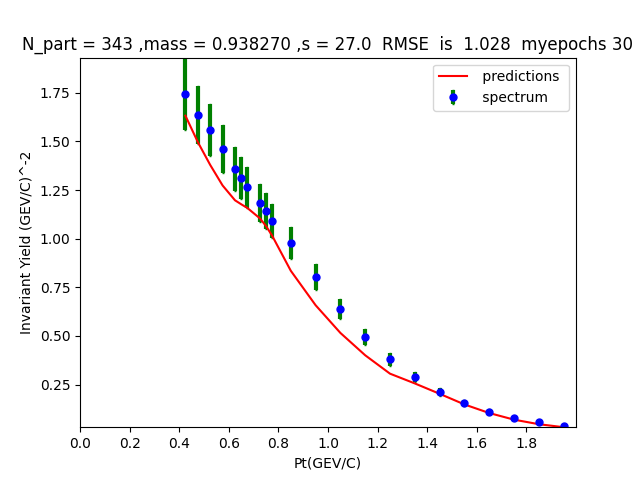 N_part = 343 ,mass = 0.938270 ,s = 27.0  RMSE  is  1.028  myepochs 30
predictions
spectrum
Invariant Yield (GEV/C)^-2
1.75
1.50
1.25
1.00
0.75
0.50
0.25
0.0 0.2 0.4 0.6 0.8 1.0 1.2 1.4 1.6 1.8
Pt(GEV/C)